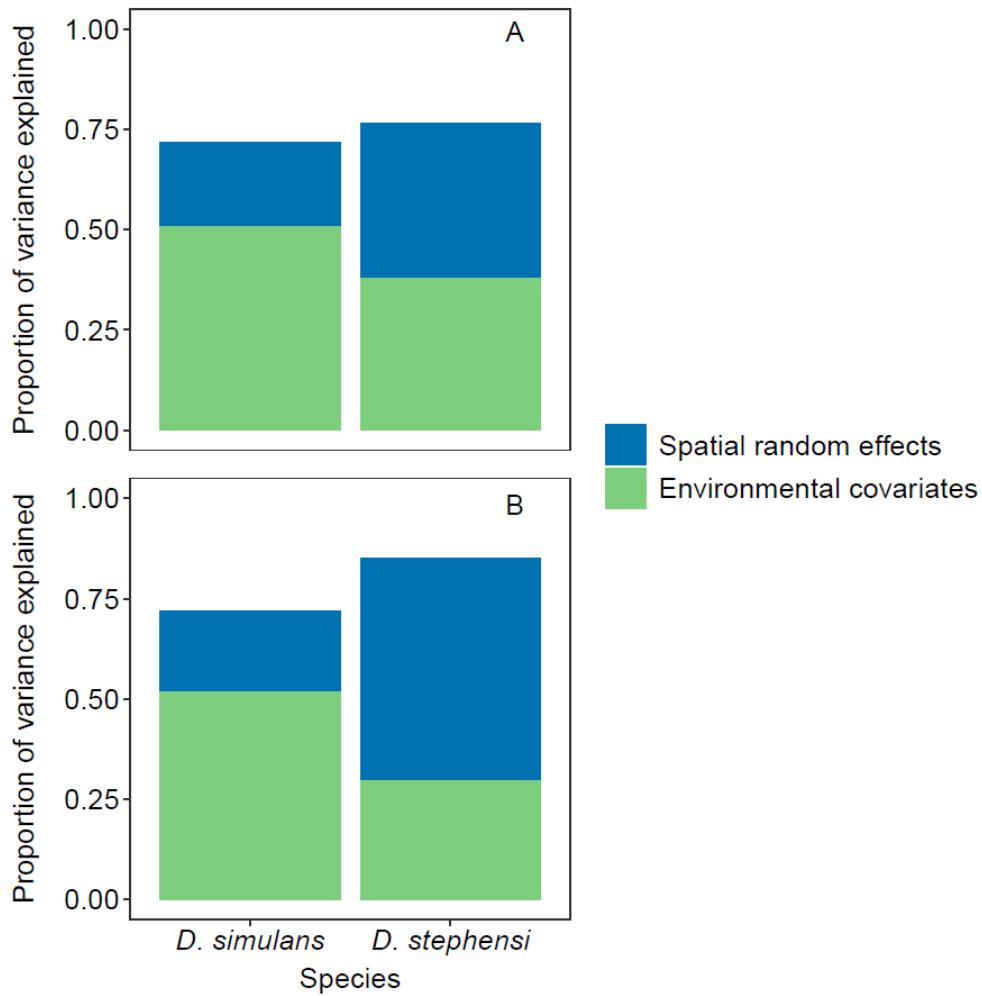 A
1.00
0.75
0.50
0.25
0.00
Proportion of variance explained
B
1.00
0.75
0.50
0.25
0.00
Proportion of variance explained
D. simulans D. stephensi
Species
Spatial random effects
Environmental covariates